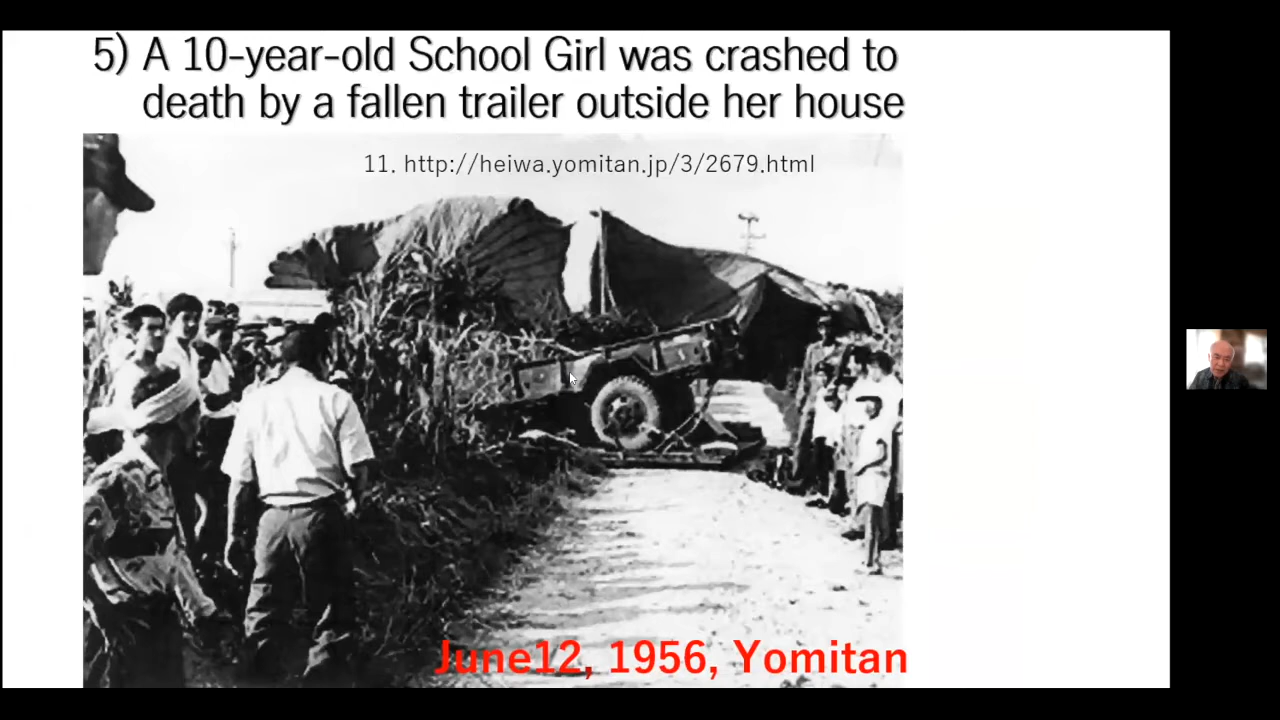 5) A 10-year-old School Girl was crashed to
death by a fallen trailer outside her house
11. http://heiwa.yomitan.jp/3/2679.html
June12, 1956, Yomitan